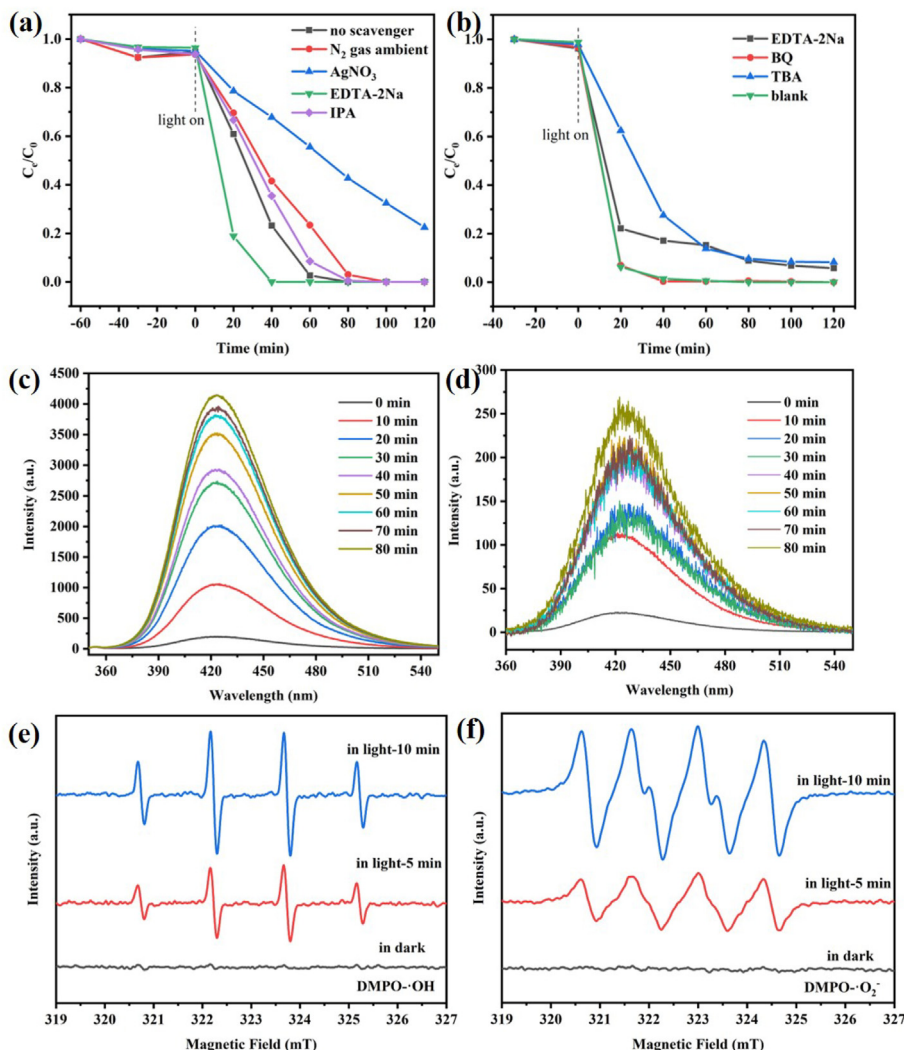 (a)
no scavenger
N₂ gas ambient
AgNO₃
EDTA-2Na
IPA
light on
Cₑ/C₀
1.0
0.8
0.6
0.4
0.2
0.0
-60 -40 -20 0 20 40 60 80 100 120
Time (min)
(b)
EDTA-2Na
BQ
TBA
blank
light on
Cₑ/C₀
1.0
0.8
0.6
0.4
0.2
0.0
-40 -20 0 20 40 60 80 100 120
Time (min)
(c)
0 min
10 min
20 min
30 min
40 min
50 min
60 min
70 min
80 min
Intensity (a.u.)
4500
4000
3500
3000
2500
2000
1500
1000
500
0
360 390 420 450 480 510 540
Wavelength (nm)
(d)
0 min
10 min
20 min
30 min
40 min
50 min
60 min
70 min
80 min
Intensity (a.u.)
300
250
200
150
100
50
0
360 390 420 450 480 510 540
Wavelength (nm)
(e)
in light-10 min
in light-5 min
in dark
DMPO-·OH
Intensity (a.u.)
319 320 321 322 323 324 325 326 327
Magnetic Field (mT)
(f)
in light-10 min
in light-5 min
in dark
DMPO-·O₂⁻
Intensity (a.u.)
319 320 321 322 323 324 325 326 327
Magnetic Field (mT)